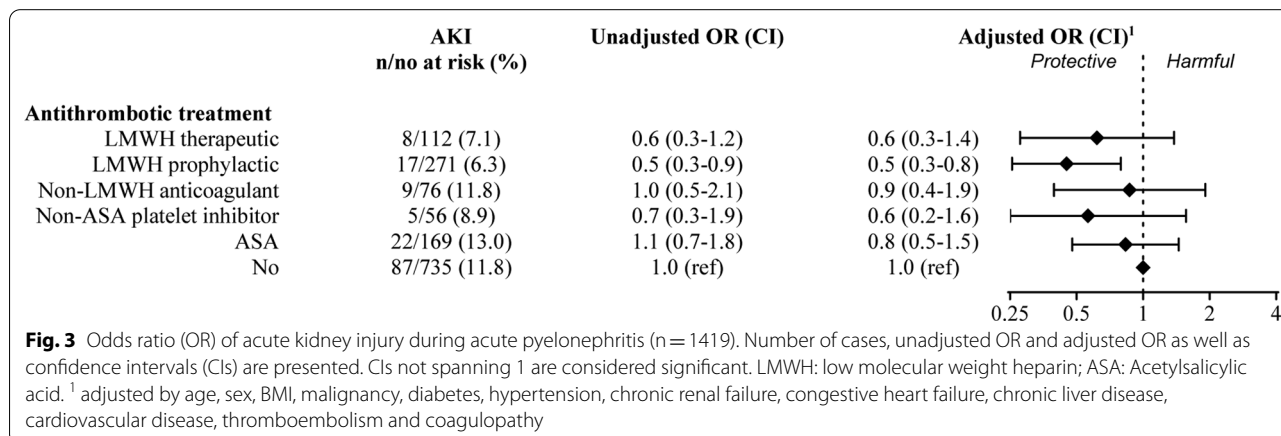 AKI Unadjusted OR (CI) Adjusted OR (CI)¹
n/no at risk (%) Protective Harmful
Antithrombotic treatment
LMWH therapeutic 8/112 (7.1) 0.6 (0.3-1.2) 0.6 (0.3-1.4)
LMWH prophylactic 17/271 (6.3) 0.5 (0.3-0.9) 0.5 (0.3-0.8)
Non-LMWH anticoagulant 9/76 (11.8) 1.0 (0.5-2.1) 0.9 (0.4-1.9)
Non-ASA platelet inhibitor 5/56 (8.9) 0.7 (0.3-1.9) 0.6 (0.2-1.6)
ASA 22/169 (13.0) 1.1 (0.7-1.8) 0.8 (0.5-1.5)
No 87/735 (11.8) 1.0 (ref) 1.0 (ref)
0.25 0.5 1 2 4
Fig. 3 Odds ratio (OR) of acute kidney injury during acute pyelonephritis (n = 1419). Number of cases, unadjusted OR and adjusted OR as well as
confidence intervals (CIs) are presented. CIs not spanning 1 are considered significant. LMWH: low molecular weight heparin; ASA: Acetylsalicylic
acid. ¹ adjusted by age, sex, BMI, malignancy, diabetes, hypertension, chronic renal failure, congestive heart failure, chronic liver disease,
cardiovascular disease, thromboembolism and coagulopathy